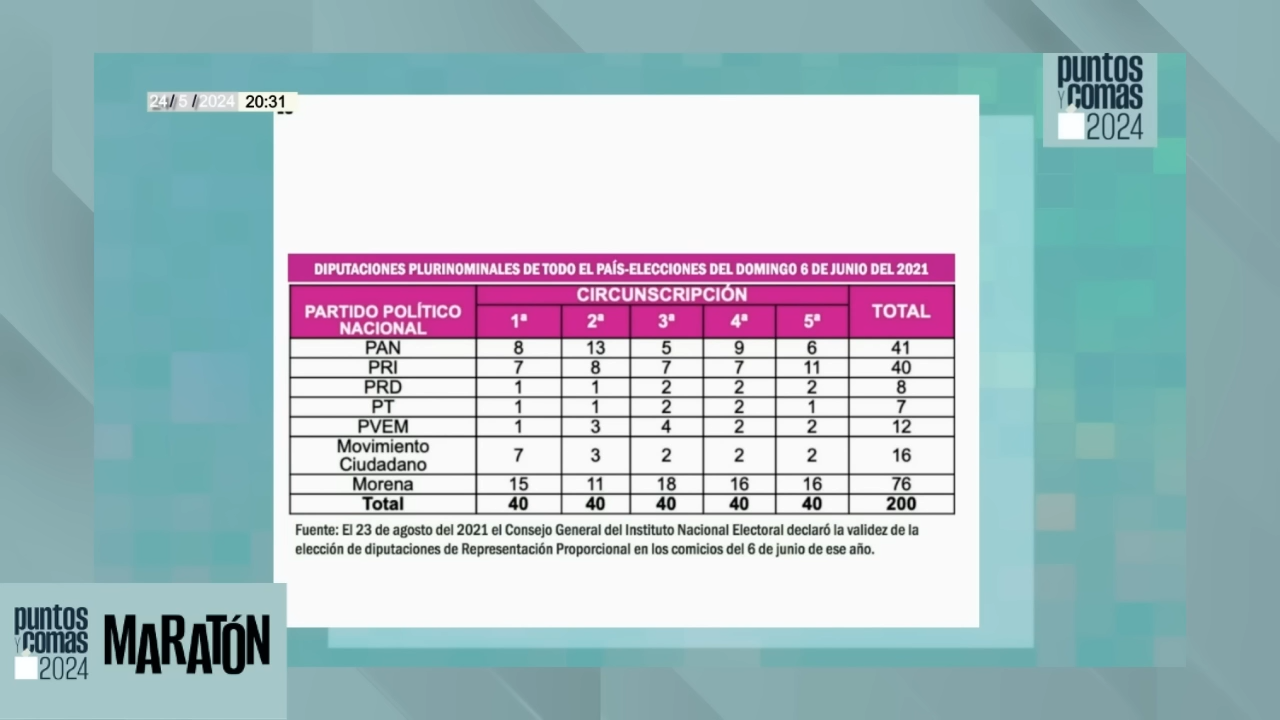 24/ 5 /2024 20:31
puntos
y comas
2024
DIPUTACIONES PLURINOMINALES DE TODO EL PAÍS-ELECCIONES DEL DOMINGO 6 DE JUNIO DEL 2021
PARTIDO POLÍTICO NACIONAL CIRCUNSCRIPCIÓN TOTAL
1ª 2ª 3ª 4ª 5ª
PAN 8 13 5 9 6 41
PRI 7 8 7 7 11 40
PRD 1 1 2 2 2 8
PT 1 1 2 2 1 7
PVEM 1 3 4 2 2 12
Movimiento Ciudadano 7 3 2 2 2 16
Morena 15 11 18 16 16 76
Total 40 40 40 40 40 200
Fuente: El 23 de agosto del 2021 el Consejo General del Instituto Nacional Electoral declaró la validez de la
elección de diputaciones de Representación Proporcional en los comicios del 6 de junio de ese año.
puntos
y comas
2024
MARATÓN